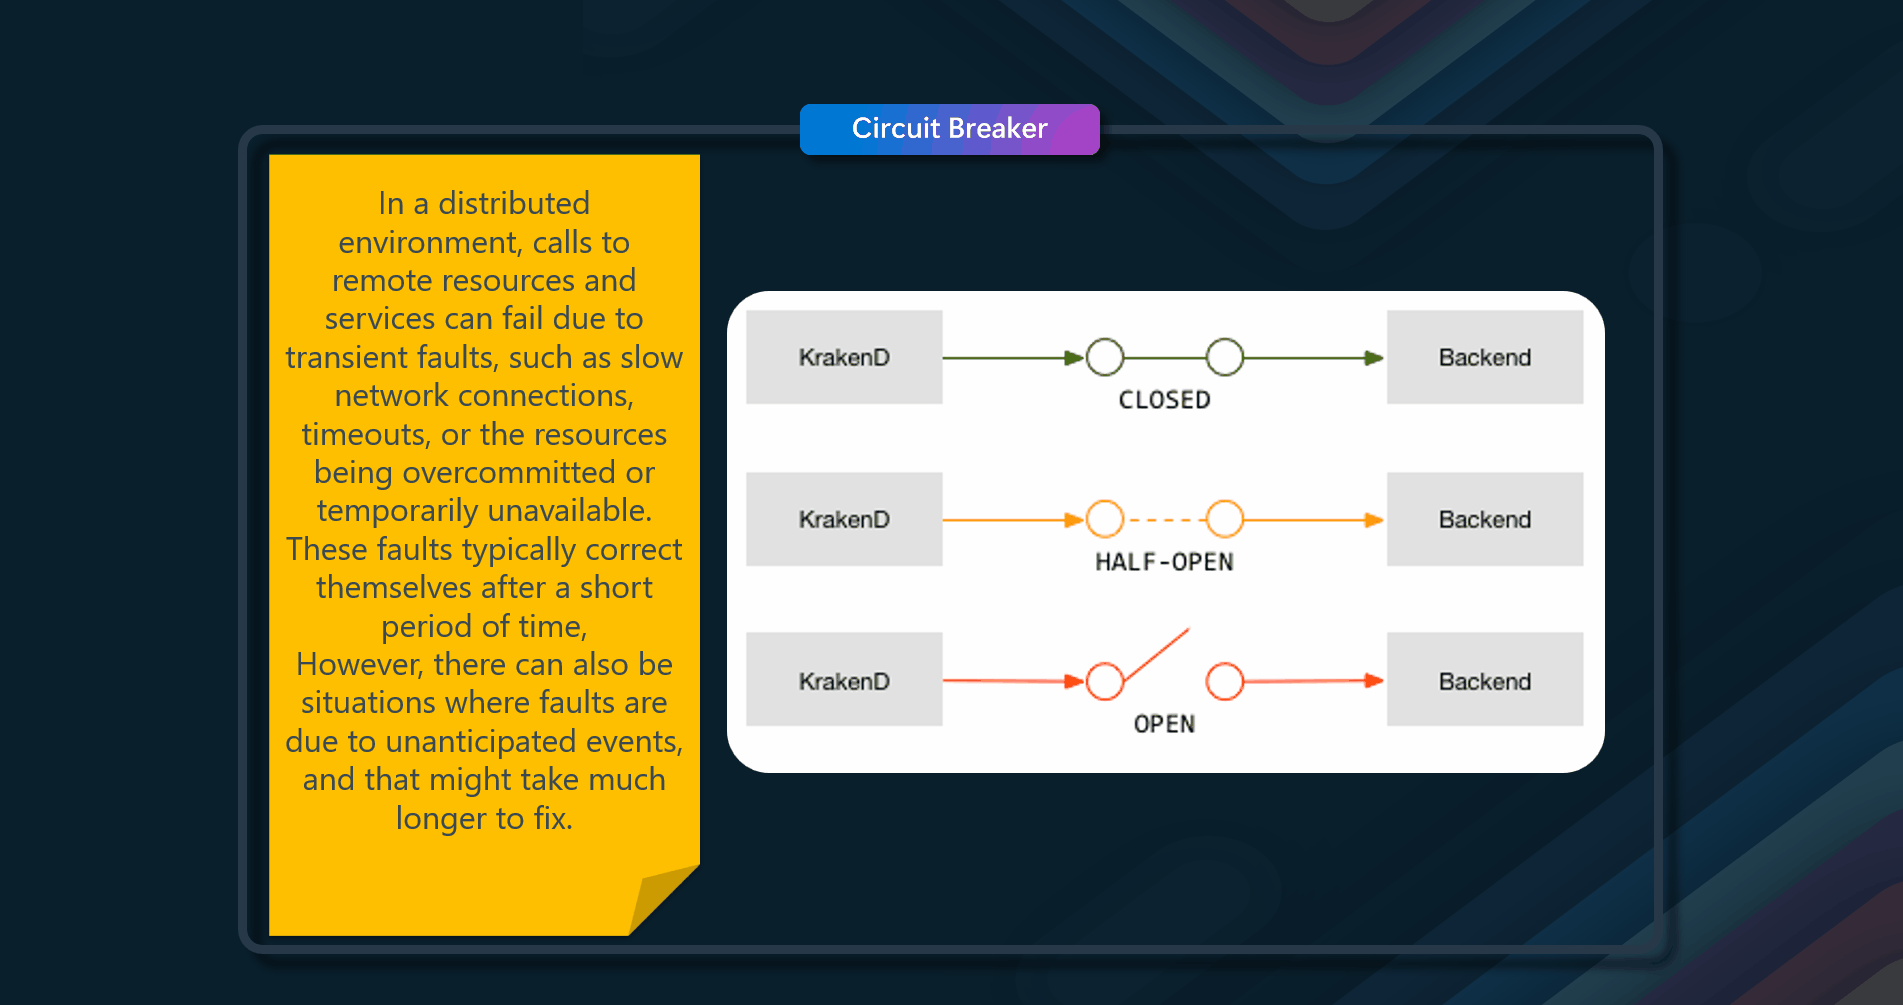 Circuit Breaker
In a distributed
environment, calls to
remote resources and
services can fail due to
transient faults, such as slow
network connections,
timeouts, or the resources
being overcommitted or
temporarily unavailable.
These faults typically correct
themselves after a short
period of time,
However, there can also be
situations where faults are
due to unanticipated events,
and that might take much
longer to fix.
KrakenD
Backend
CLOSED
KrakenD
Backend
HALF-OPEN
KrakenD
Backend
OPEN